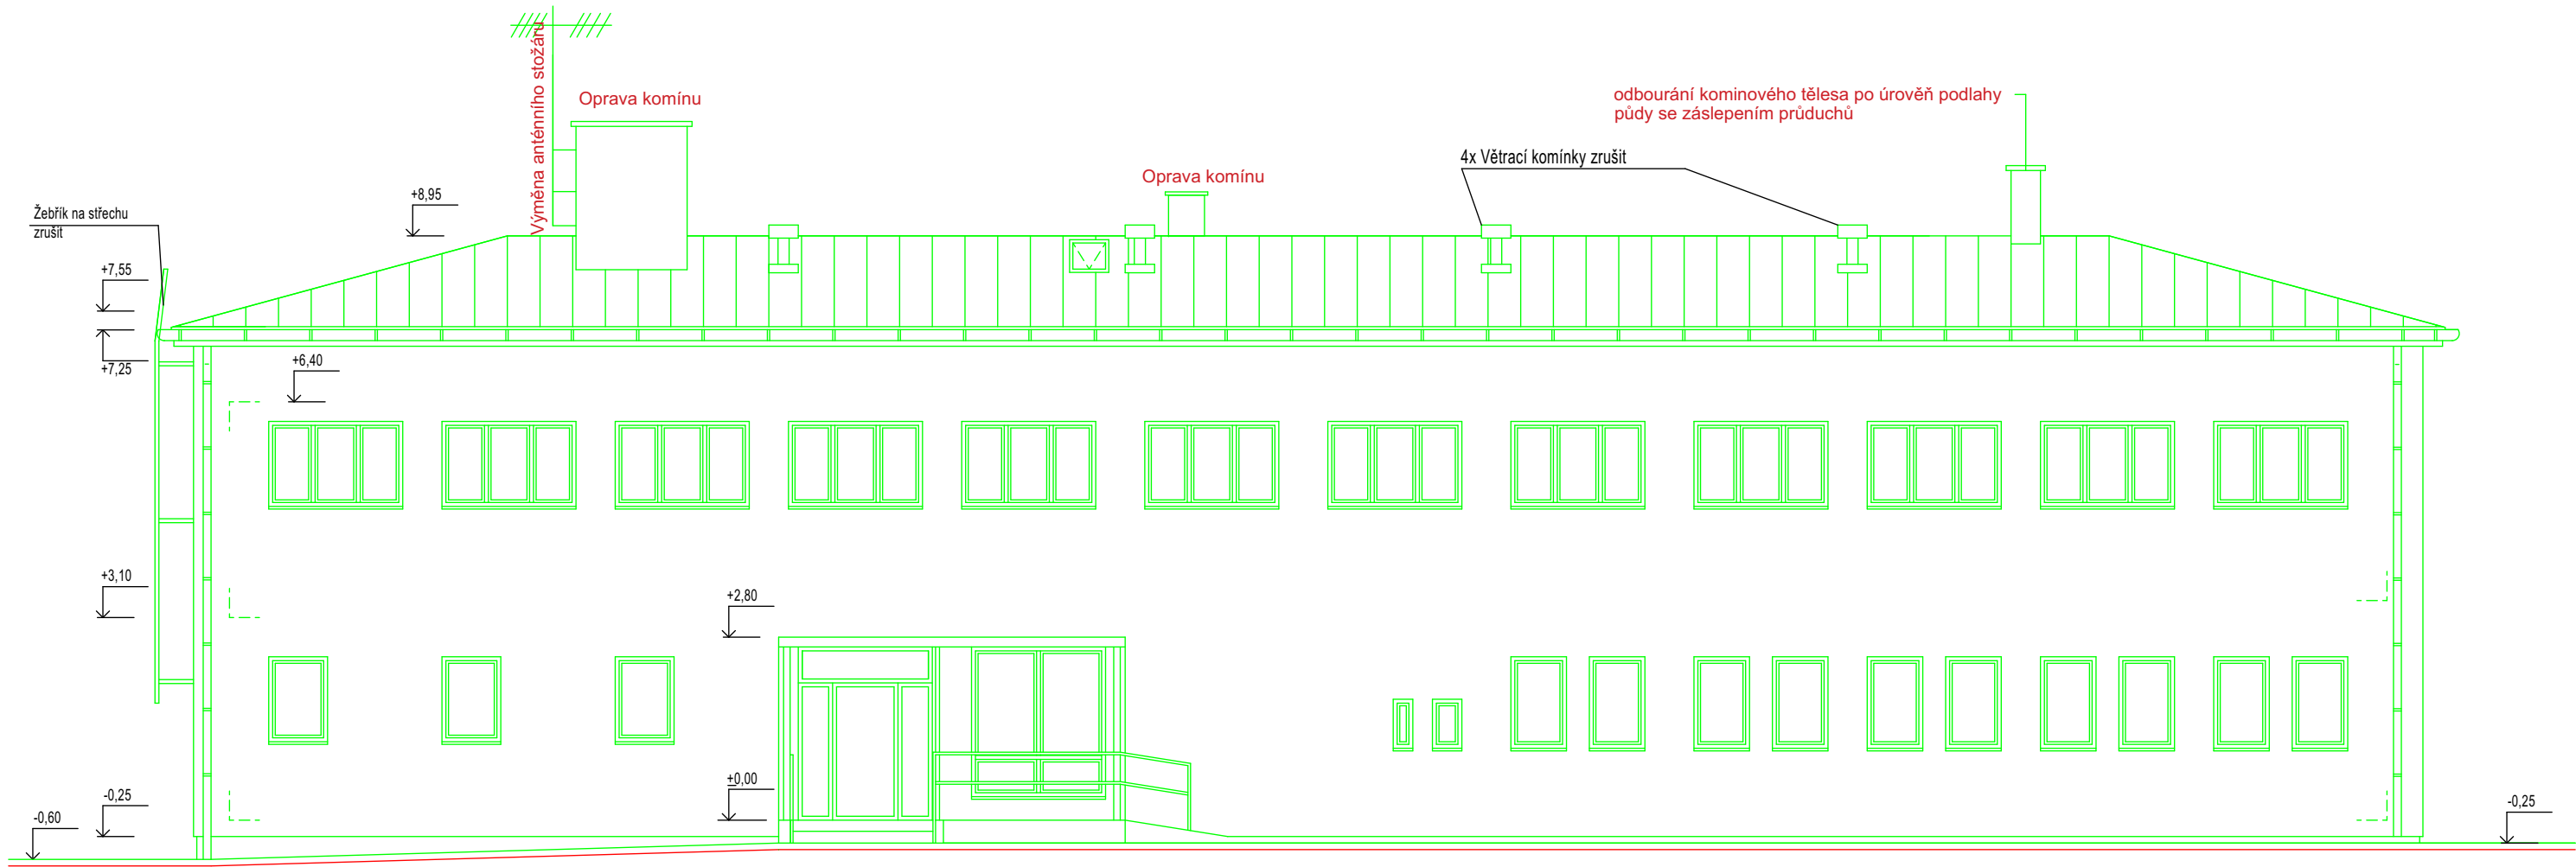 Výměna anténního stožáru
Oprava komínu
odbourání kominového tělesa po úrověň podlahy
půdy se záslepením průduchů
4x Větrací komínky zrušit
Oprava komínu
+8,95
Žebřík na střechu
zrušit
+7,55
+7,25
+6,40
+3,10
+2,80
+0,00
-0,25
-0,60
-0,25